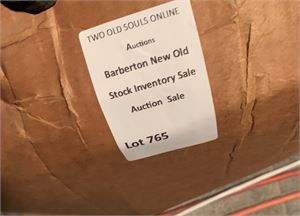 TWO OLD SOULS ONLINE
Auctions
Barberton New Old
Stock Inventory Sale
Auction Sale
Lot 765